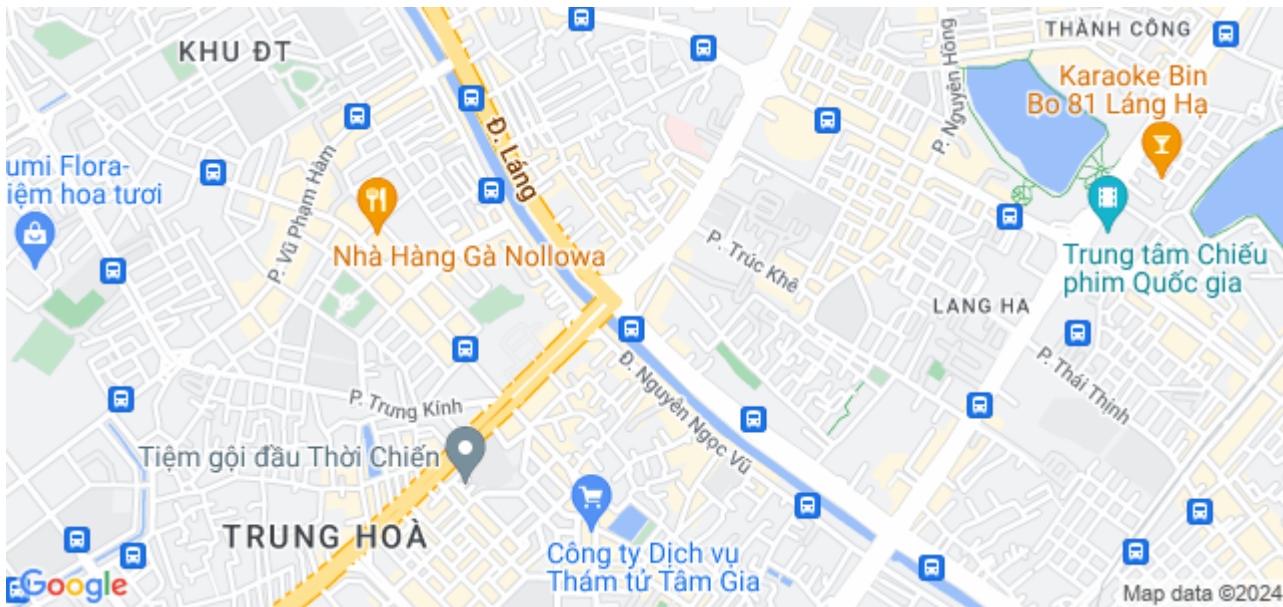 THÀNH CÔNG
KHU ĐT
Karaoke Bin
Bo 81 Láng Hạ
P. Nguyên Hồng
Đ. Láng
P. Vũ Phạm Hàm
umi Flora-
iệm hoa tươi
Nhà Hàng Gà Nollowa
P. Trúc Khê
Trung tâm Chiếu
phim Quốc gia
LANG HA
P. Thái Thịnh
Đ. Nguyễn Ngọc Vũ
P. Trung Kính
Tiệm gội đầu Thời Chiến
TRUNG HOÀ
Công ty Dịch vụ
Thám tử Tâm Gia
Google
Map data ©2024